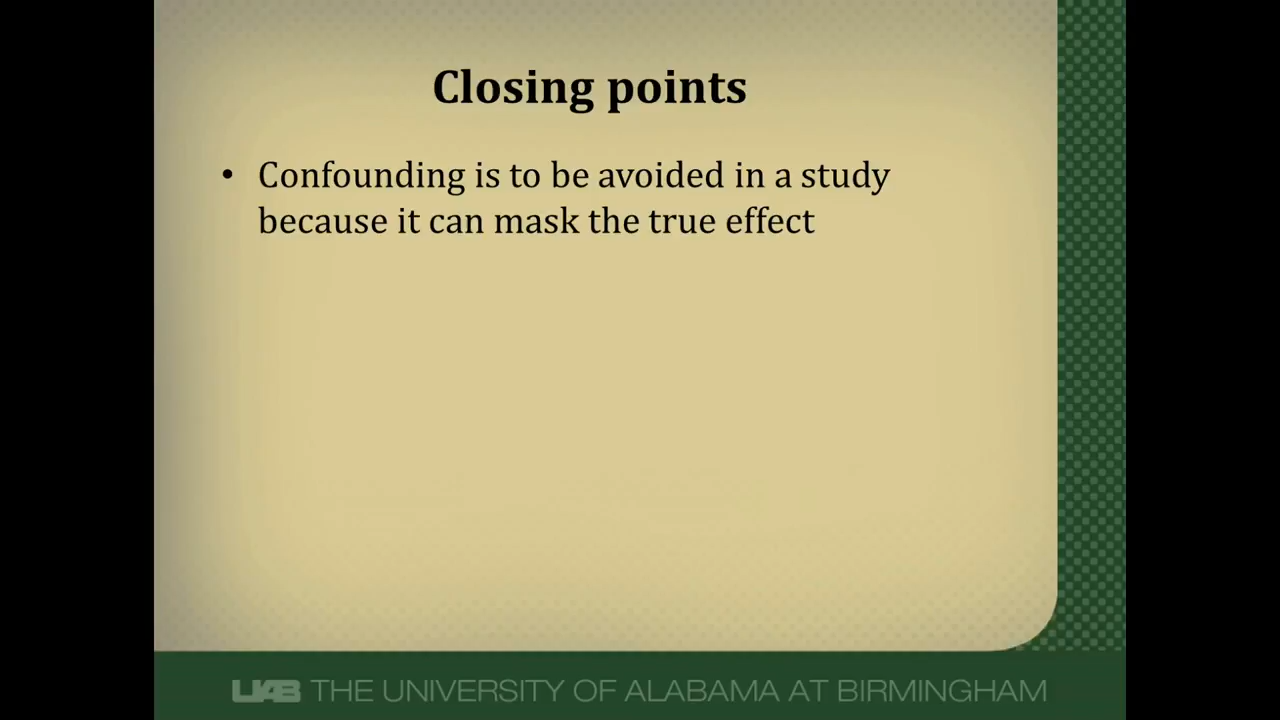 Closing points
• Confounding is to be avoided in a study
because it can mask the true effect
UAB THE UNIVERSITY OF ALABAMA AT BIRMINGHAM